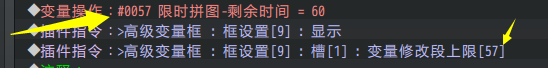 ◆变量操作：#0057 限时拼图-剩余时间 = 60
◆插件指令：>高级变量框 : 框设置[9] : 显示
◆插件指令：>高级变量框 : 框设置[9] : 槽[1] : 变量修改段上限[57]
◆注释：